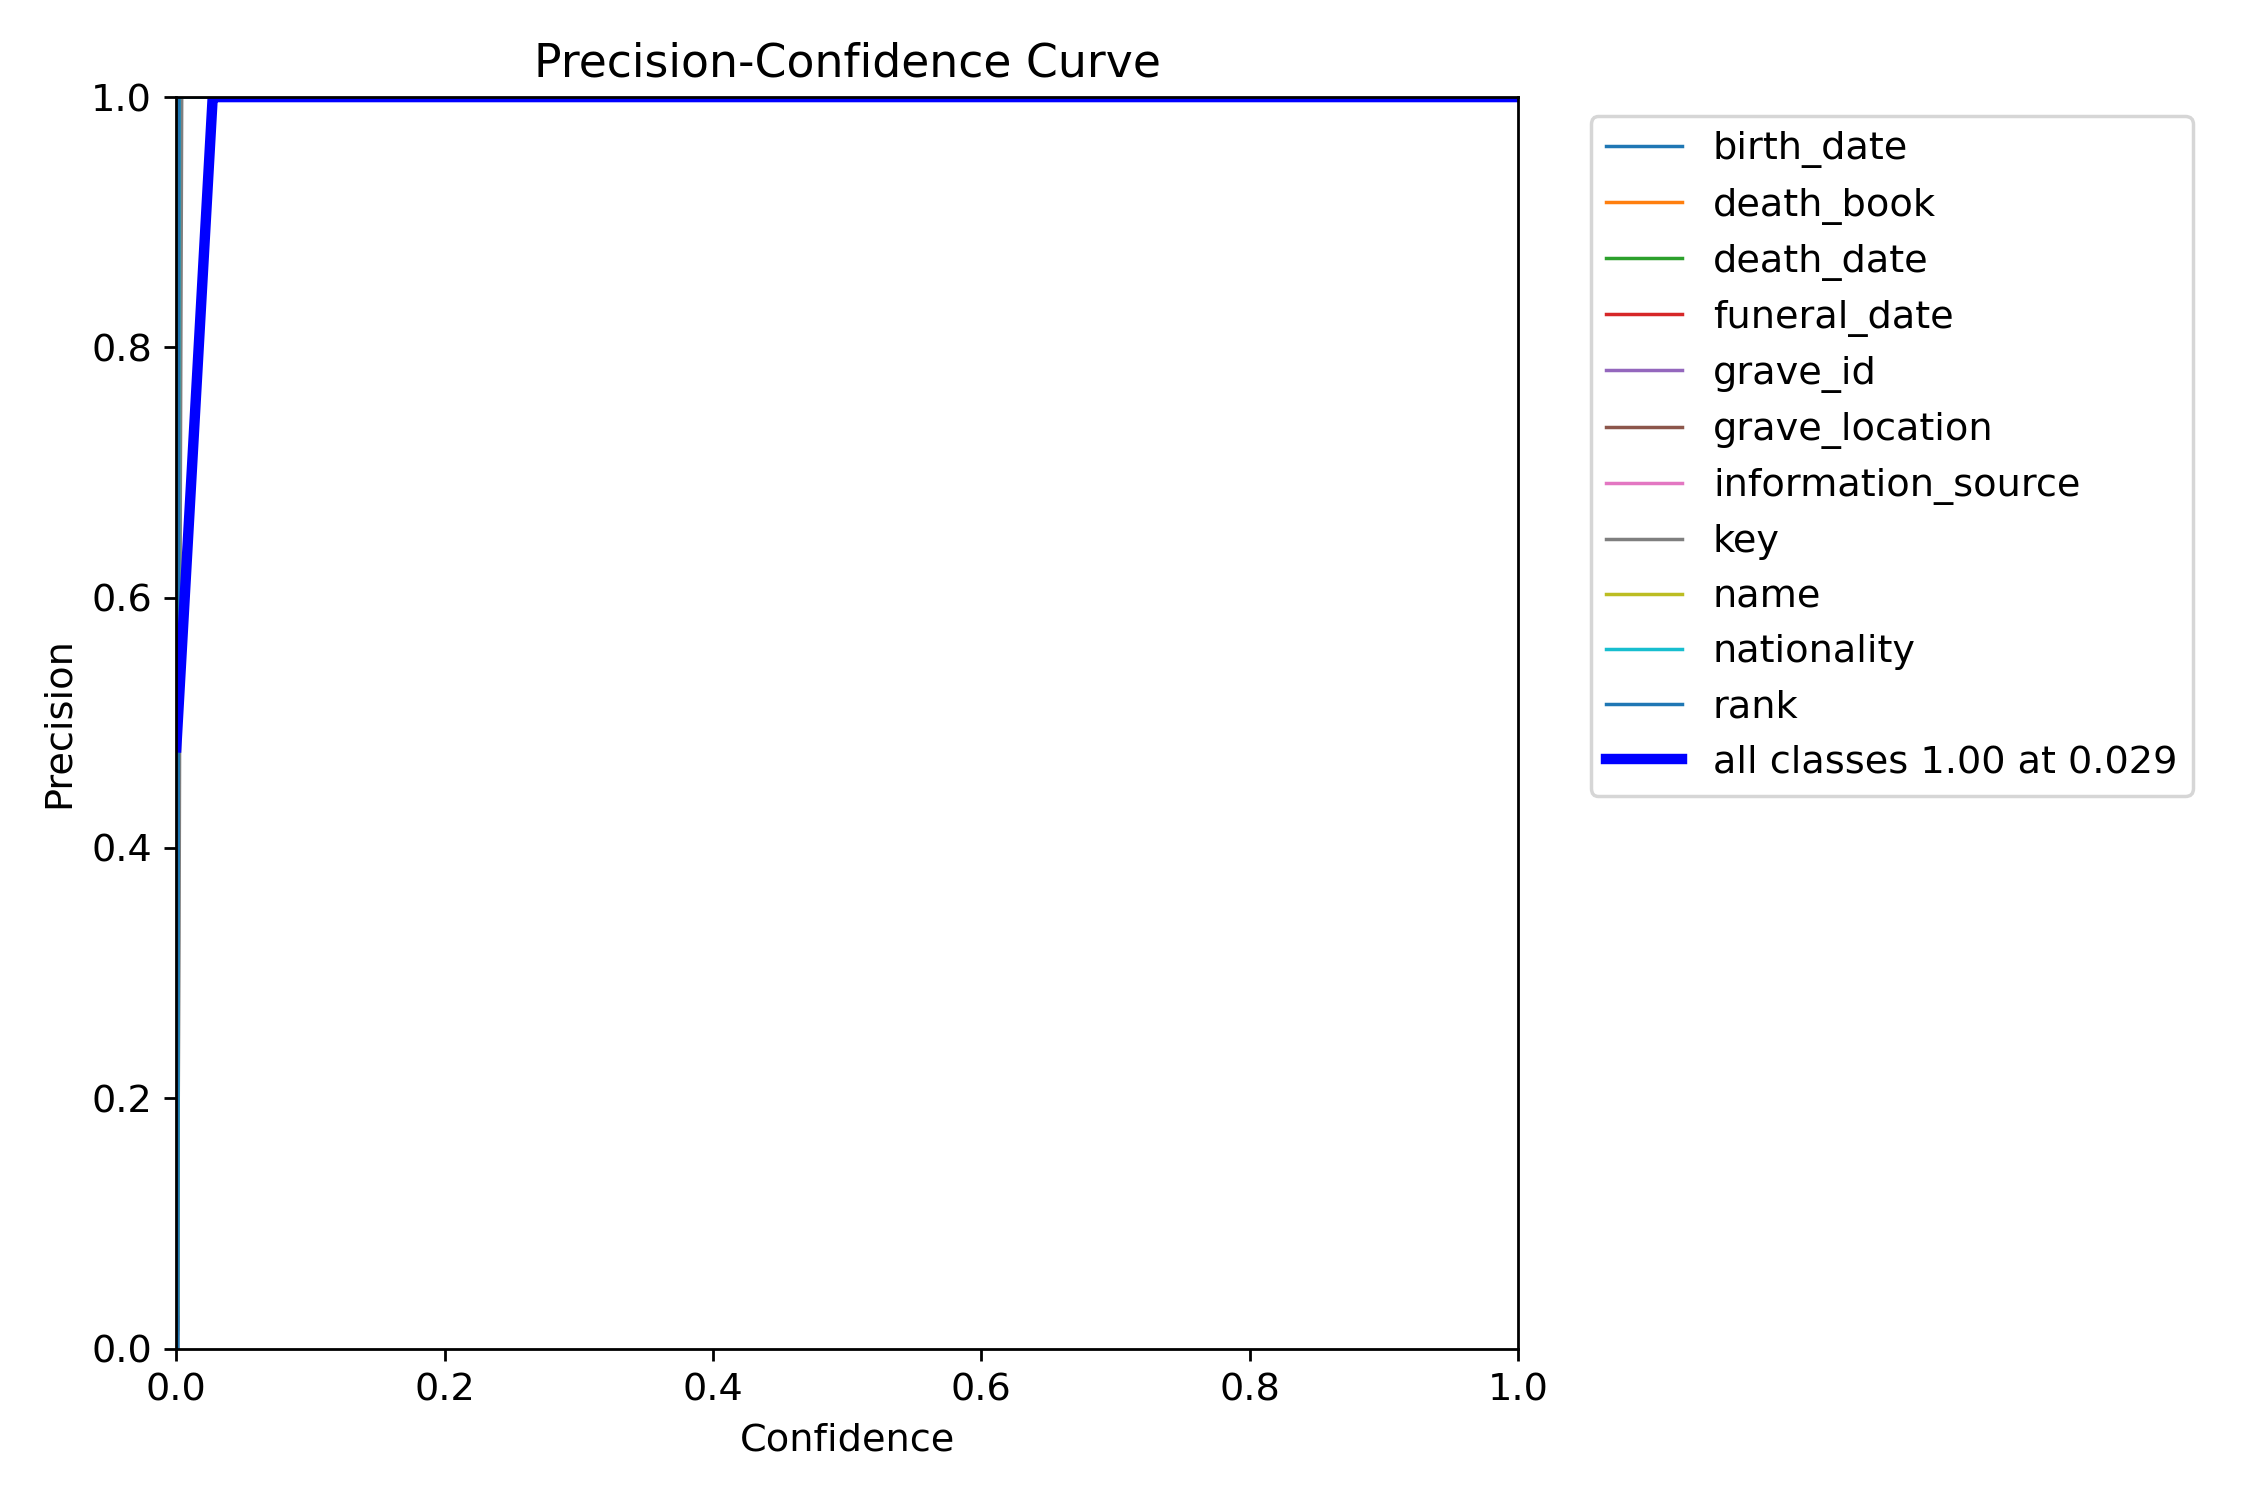 Precision-Confidence Curve
1.0
0.8
0.6
0.4
0.2
0.0
Precision
0.0 0.2 0.4 0.6 0.8 1.0
Confidence
birth_date
death_book
death_date
funeral_date
grave_id
grave_location
information_source
key
name
nationality
rank
all classes 1.00 at 0.029